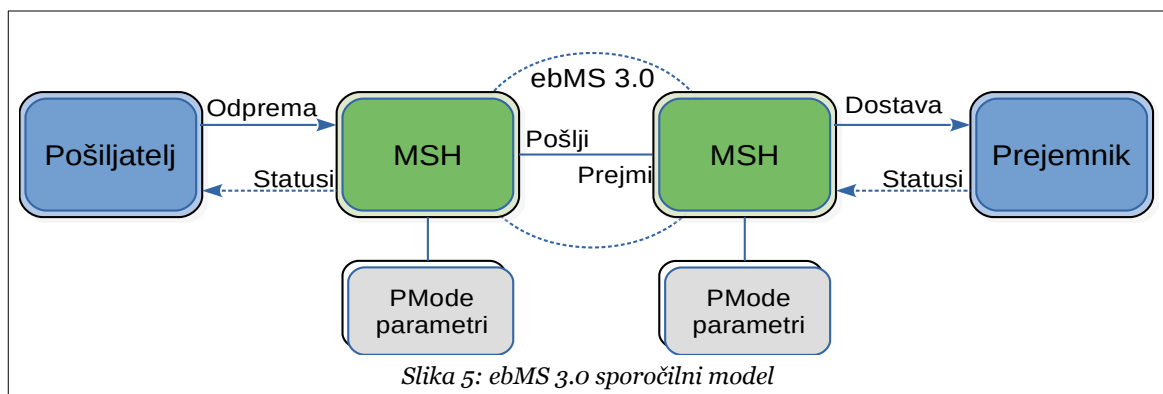 ebMS 3.0
Odprema
Dostava
Pošiljatelj
MSH
Pošlji
Prejmi
MSH
Prejemnik
Statusi
Statusi
PMode
parametri
PMode
parametri
Slika 5: ebMS 3.0 sporočilni model